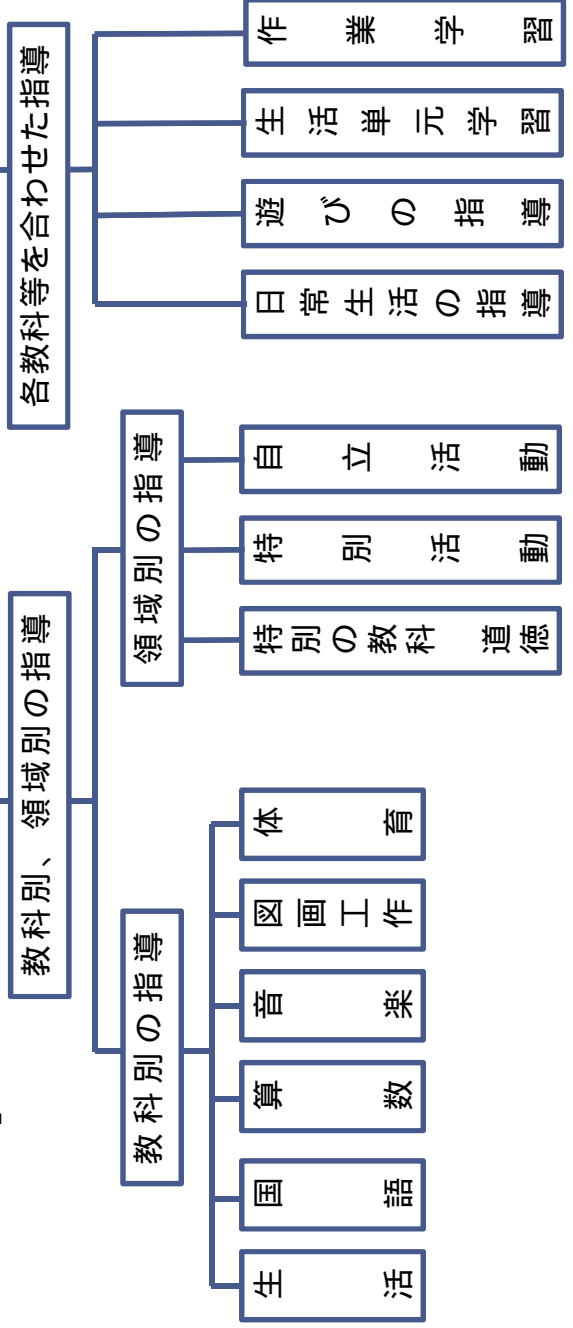 教科別、領域別の指導
各教科等を合わせた指導
教科別の指導
領域別の指導
生活
国語
算数
音楽
図画工作
体育
特別の教科 道徳
特別活動
自立活動
日常生活の指導
遊びの指導
生活単元学習
作業学習